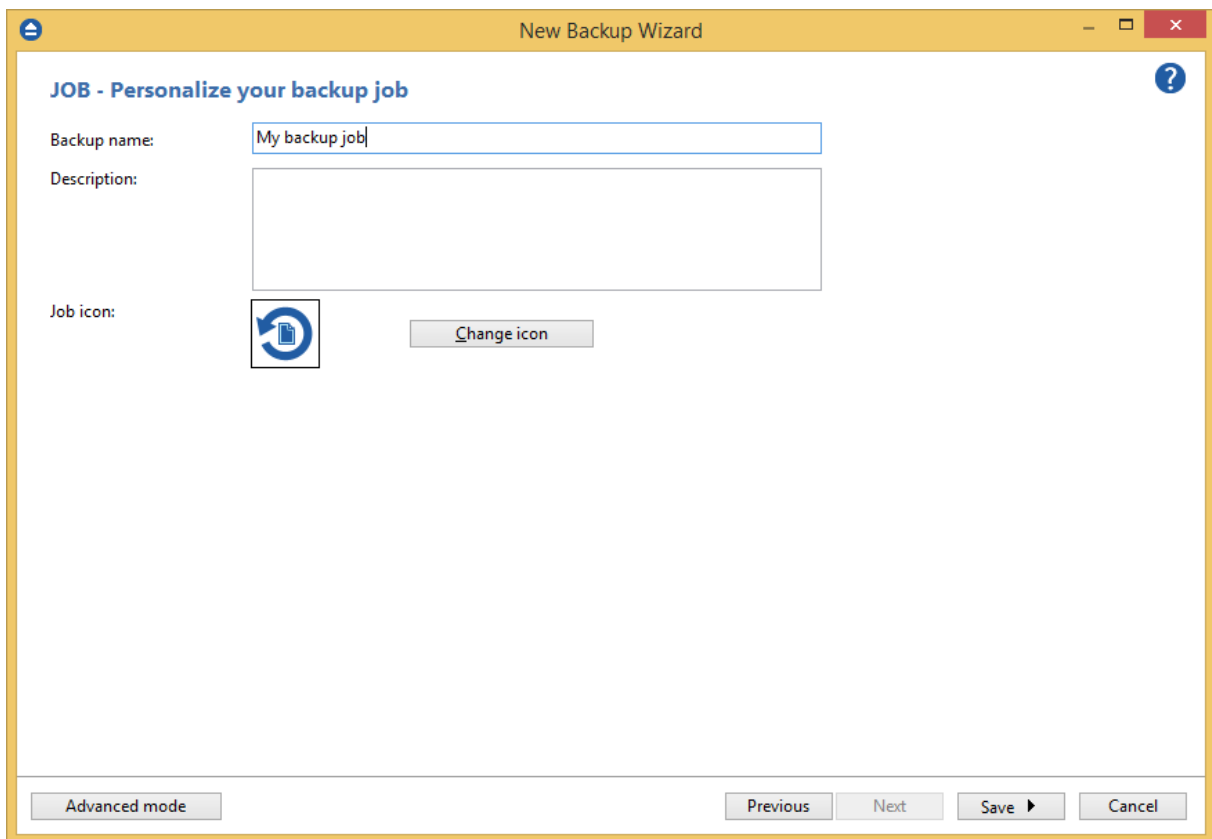 New Backup Wizard
JOB - Personalize your backup job
?
Backup name: My backup job
Description:
Job icon: Change icon
Advanced mode Previous Next Save Cancel